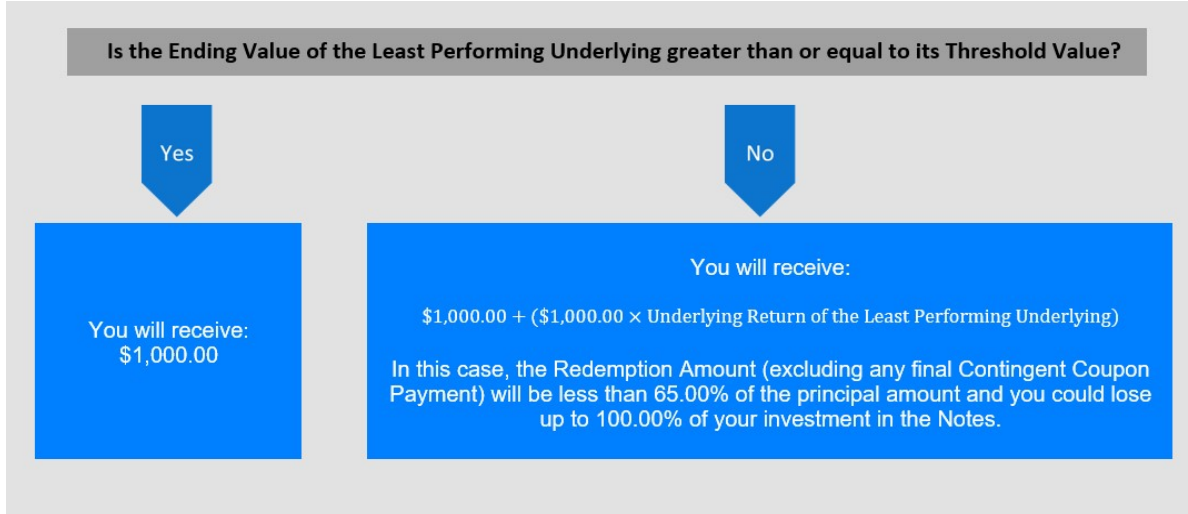 Is the Ending Value of the Least Performing Underlying greater than or equal to its Threshold Value?
Yes
No
You will receive:
$1,000.00
You will receive:
$1,000.00 + ($1,000.00 × Underlying Return of the Least Performing Underlying)
In this case, the Redemption Amount (excluding any final Contingent Coupon
Payment) will be less than 65.00% of the principal amount and you could lose
up to 100.00% of your investment in the Notes.